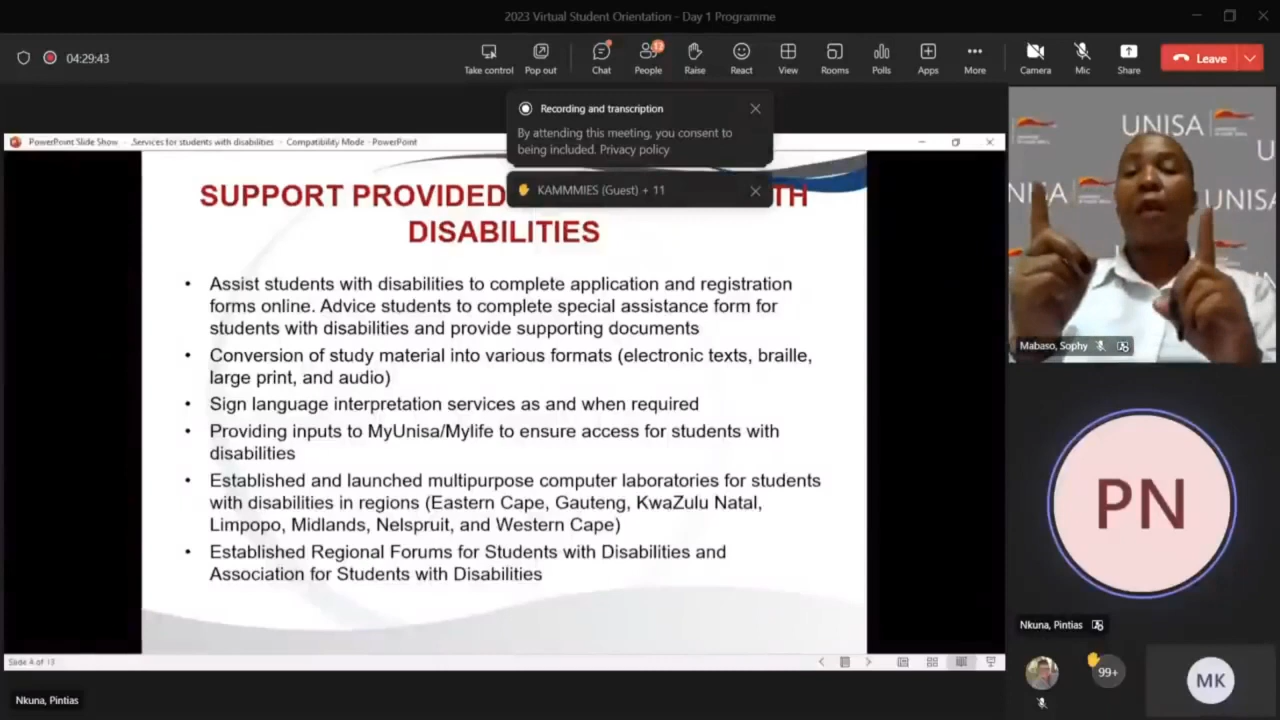 2023 Virtual Student Orientation - Day 1 Programme
04:29:43
Take control
Pop out
Chat
12
People
Raise
React
View
Rooms
Polls
Apps
More
Camera
Mic
Share
Leave
Recording and transcription
By attending this meeting, you consent to
being included. Privacy policy
KAMMMIES (Guest) + 11
PowerPoint Slide Show - Services for students with disabilities - Compatibility Mode - PowerPoint
SUPPORT PROVIDED TH
DISABILITIES
• Assist students with disabilities to complete application and registration
forms online. Advice students to complete special assistance form for
students with disabilities and provide supporting documents
• Conversion of study material into various formats (electronic texts, braille,
large print, and audio)
• Sign language interpretation services as and when required
• Providing inputs to MyUnisa/Mylife to ensure access for students with
disabilities
• Established and launched multipurpose computer laboratories for students
with disabilities in regions (Eastern Cape, Gauteng, KwaZulu Natal,
Limpopo, Midlands, Nelspruit, and Western Cape)
• Established Regional Forums for Students with Disabilities and
Association for Students with Disabilities
Slide 4 of 13
Nkuna, Pintias
UNISA
U
NISA
UNISA
Mabaso, Sophy
PN
Nkuna, Pintias
99+
MK